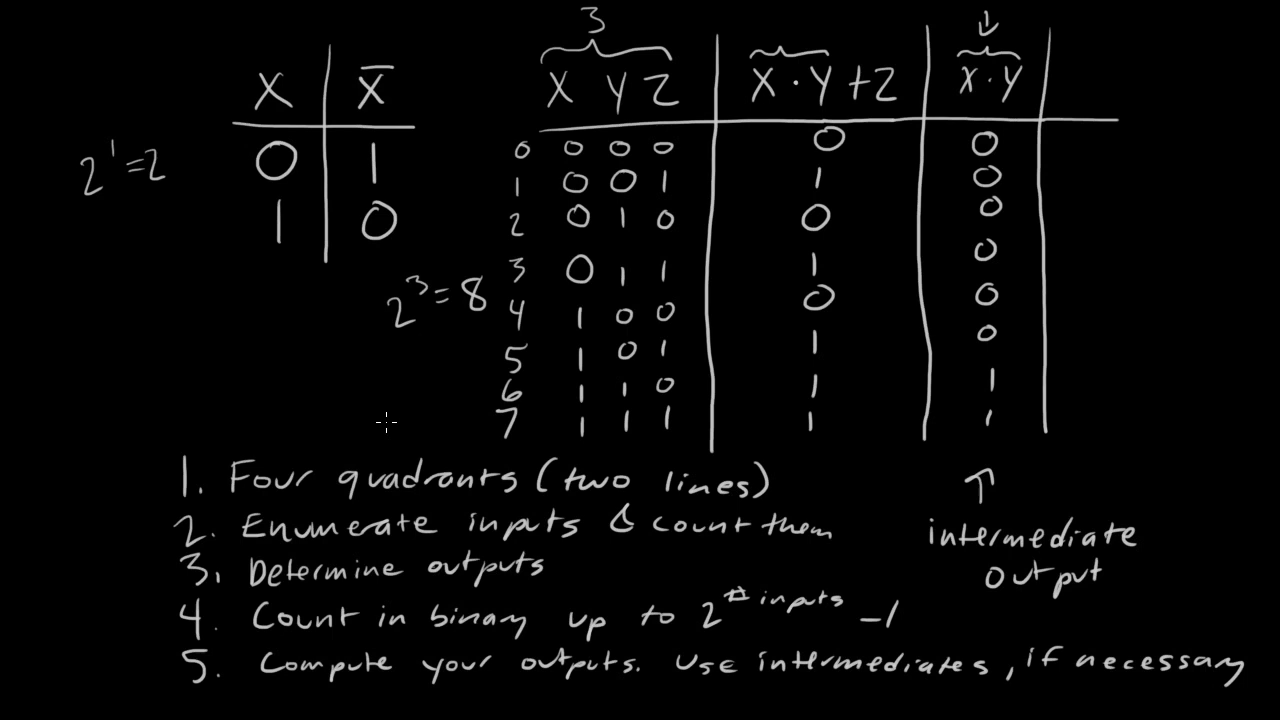 3
X X̅ X Y Z X · Y + Z X · Y
2^1 = 2
0 1
1 0
0 0 0 0 0 0
1 0 0 1 1 0
2 0 1 0 0 0
3 0 1 1 1 0
2^3 = 8
4 1 0 0 0 0
5 1 0 1 1 0
6 1 1 0 1 1
7 1 1 1 1 1
1. Four quadrants (two lines)
2. Enumerate inputs & count them
3. Determine outputs
4. Count in binary up to 2^# inputs - 1
5. Compute your outputs. Use intermediates, if necessary
intermediate
output